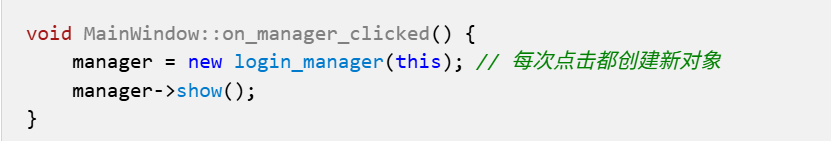 void MainWindow::on_manager_clicked() {
    manager = new login_manager(this); // 每次点击都创建新对象
    manager->show();
}